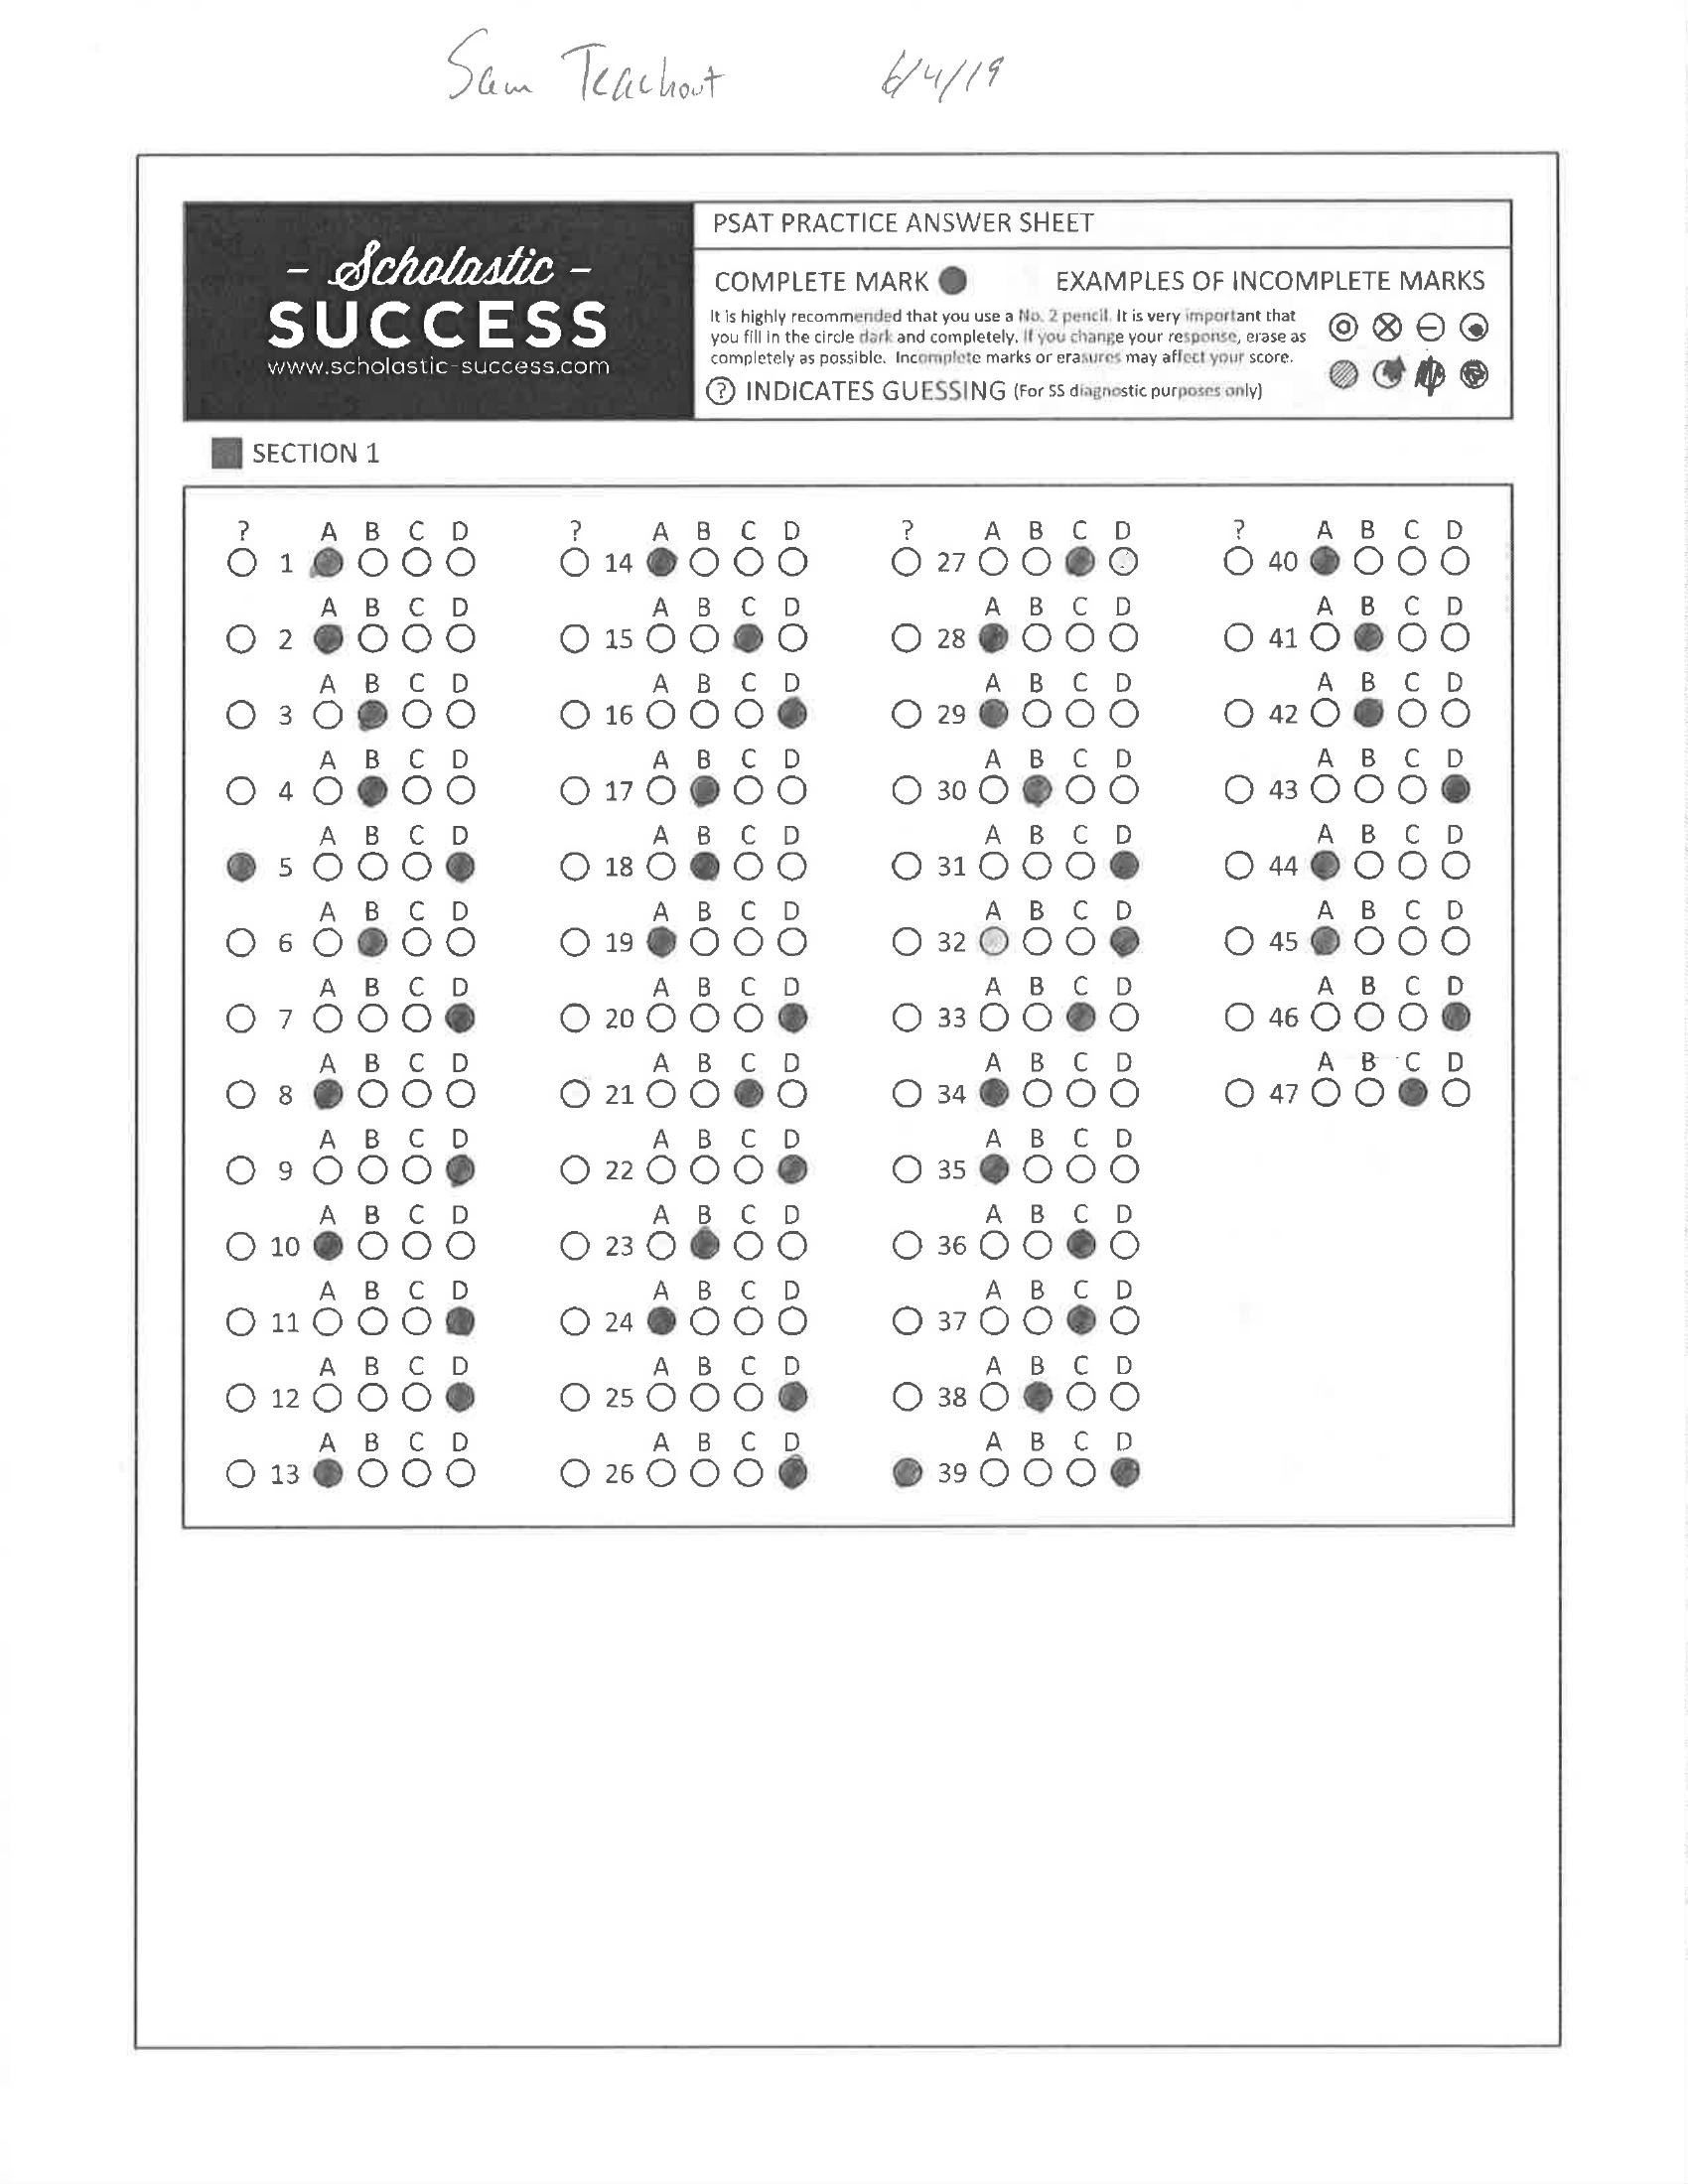 Sam Teachout 6/4/19
- Scholastic -
SUCCESS
www.scholastic-success.com
PSAT PRACTICE ANSWER SHEET
COMPLETE MARK EXAMPLES OF INCOMPLETE MARKS
It is highly recommended that you use a No. 2 pencil. It is very important that
you fill in the circle dark and completely. If you change your response, erase as
completely as possible. Incomplete marks or erasures may affect your score.
? INDICATES GUESSING (For SS diagnostic purposes only)
SECTION 1
? A B C D ? A B C D ? A B C D ? A B C D
1 14 27 40
A B C D A B C D A B C D A B C D
2 15 28 41
A B C D A B C D A B C D A B C D
3 16 29 42
A B C D A B C D A B C D A B C D
4 17 30 43
A B C D A B C D A B C D A B C D
5 18 31 44
A B C D A B C D A B C D A B C D
6 19 32 45
A B C D A B C D A B C D A B C D
7 20 33 46
A B C D A B C D A B C D A B C D
8 21 34 47
A B C D A B C D A B C D
9 22 35
A B C D A B C D A B C D
10 23 36
A B C D A B C D A B C D
11 24 37
A B C D A B C D A B C D
12 25 38
A B C D A B C D A B C D
13 26 39